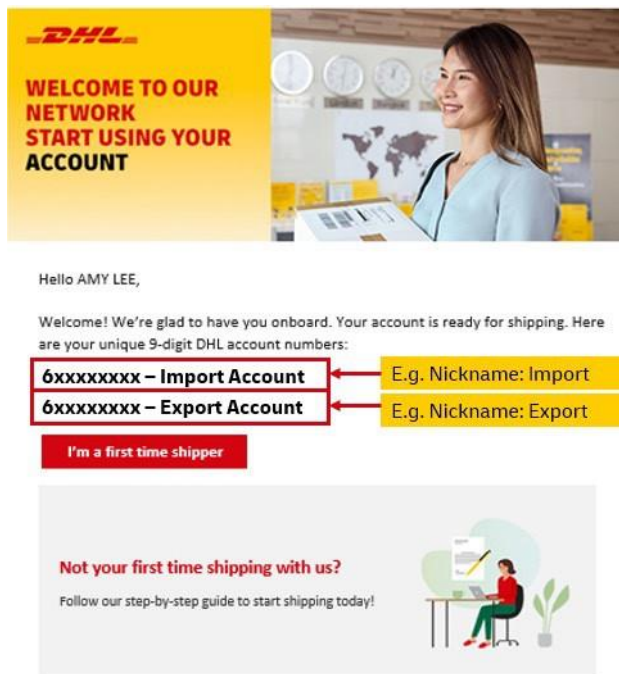 DHL
WELCOME TO OUR
NETWORK
START USING YOUR
ACCOUNT
Hello AMY LEE,
Welcome! We're glad to have you onboard. Your account is ready for shipping. Here
are your unique 9-digit DHL account numbers:
6xxxxxxxx – Import Account
E.g. Nickname: Import
6xxxxxxxx – Export Account
E.g. Nickname: Export
I'm a first time shipper
Not your first time shipping with us?
Follow our step-by-step guide to start shipping today!